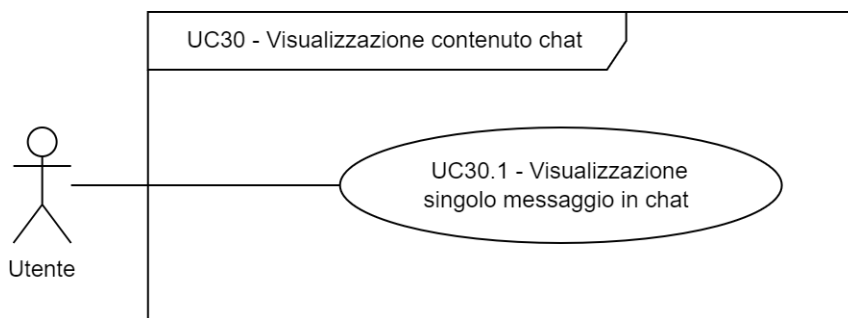 UC30 - Visualizzazione contenuto chat
UC30.1 - Visualizzazione
singolo messaggio in chat
Utente